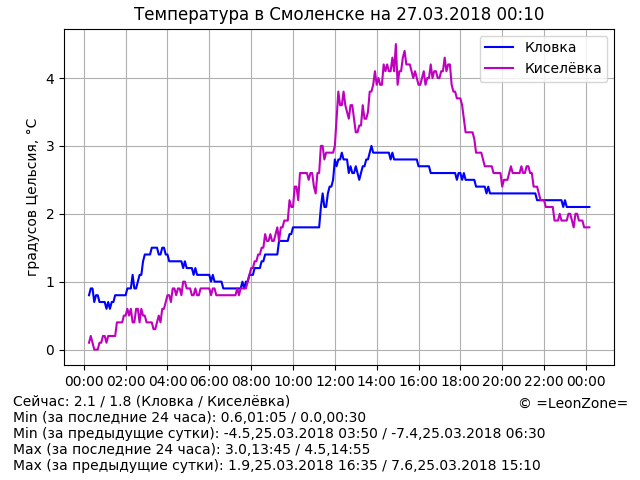 Температура в Смоленске на 27.03.2018 00:10
Кловка
Киселёвка
градусов Цельсия, °C
4
3
2
1
0
00:00 02:00 04:00 06:00 08:00 10:00 12:00 14:00 16:00 18:00 20:00 22:00 00:00
Сейчас: 2.1 / 1.8 (Кловка / Киселёвка)
© =LeonZone=
Min (за последние 24 часа): 0.6,01:05 / 0.0,00:30
Min (за предыдущие сутки): -4.5,25.03.2018 03:50 / -7.4,25.03.2018 06:30
Max (за последние 24 часа): 3.0,13:45 / 4.5,14:55
Max (за предыдущие сутки): 1.9,25.03.2018 16:35 / 7.6,25.03.2018 15:10